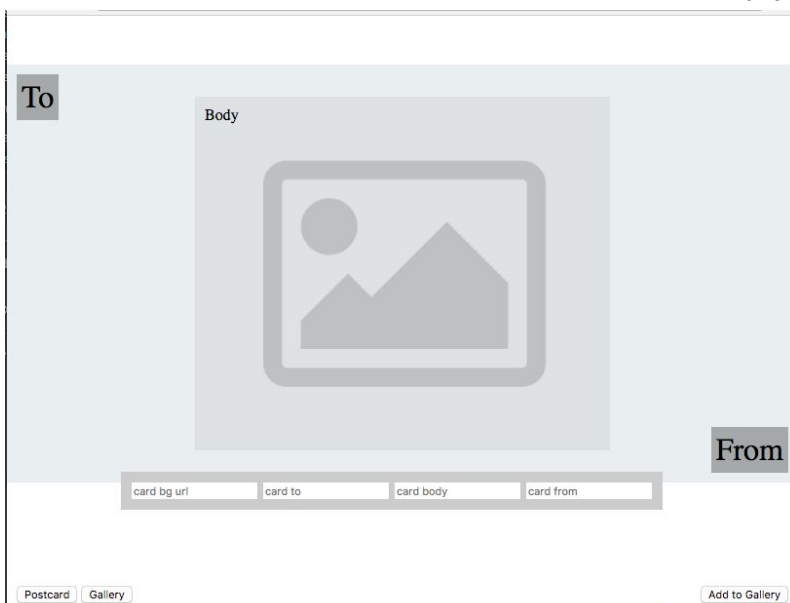 To
Body
From
card bg url
card to
card body
card from
Postcard
Gallery
Add to Gallery